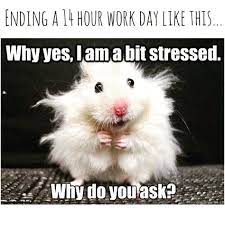 ENDING A 14 HOUR WORK DAY LIKE THIS...
Why yes, I am a bit stressed.
Why do you ask?